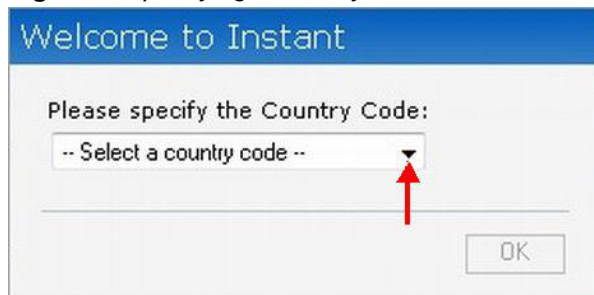 Welcome to Instant
Please specify the Country Code:
-- Select a country code --
OK